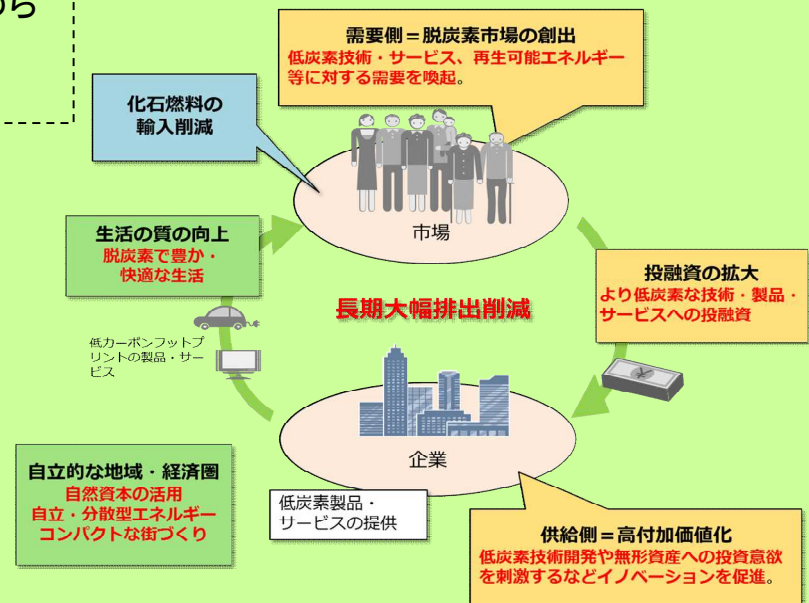 需要側＝脱炭素市場の創出
低炭素技術・サービス、再生可能エネルギー
等に対する需要を喚起。
化石燃料の
輸入削減
市場
生活の質の向上
脱炭素で豊か・
快適な生活
投融資の拡大
より低炭素な技術・製品・
サービスへの投融資
長期大幅排出削減
低カーボンフットプ
リントの製品・サー
ビス
¥
企業
自立的な地域・経済圏
自然資本の活用
自立・分散型エネルギー
コンパクトな街づくり
低炭素製品・
サービスの提供
供給側＝高付加価値化
低炭素技術開発や無形資産への投資意欲
を刺激するなどイノベーションを促進。